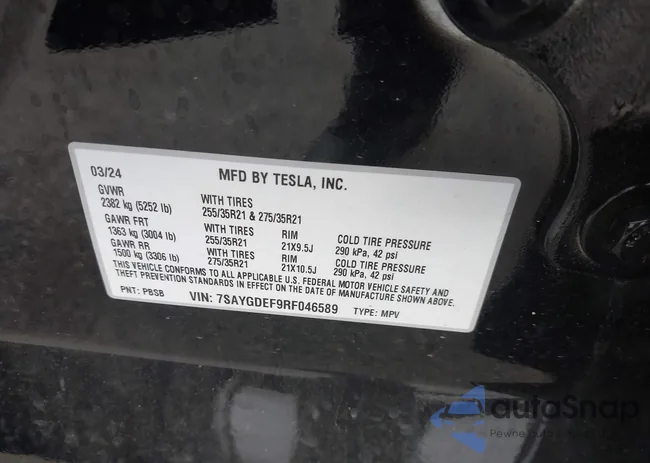 03/24 MFD BY TESLA, INC.
GVWR
2382 kg (5252 lb) WITH TIRES 255/35R21 & 275/35R21
GAWR FRT
1363 kg (3004 lb) WITH TIRES 255/35R21 RIM 21X9.5J COLD TIRE PRESSURE 290 kPa, 42 psi
GAWR RR
1500 kg (3306 lb) WITH TIRES 275/35R21 RIM 21X10.5J COLD TIRE PRESSURE 290 kPa, 42 psi
THIS VEHICLE CONFORMS TO ALL APPLICABLE U.S. FEDERAL MOTOR VEHICLE SAFETY AND
THEFT PREVENTION STANDARDS IN EFFECT ON THE DATE OF MANUFACTURE SHOWN ABOVE.
PNT: PBSB VIN: 7SAYGDEF9RF046589 TYPE: MPV
autoSnap
Pewne auto